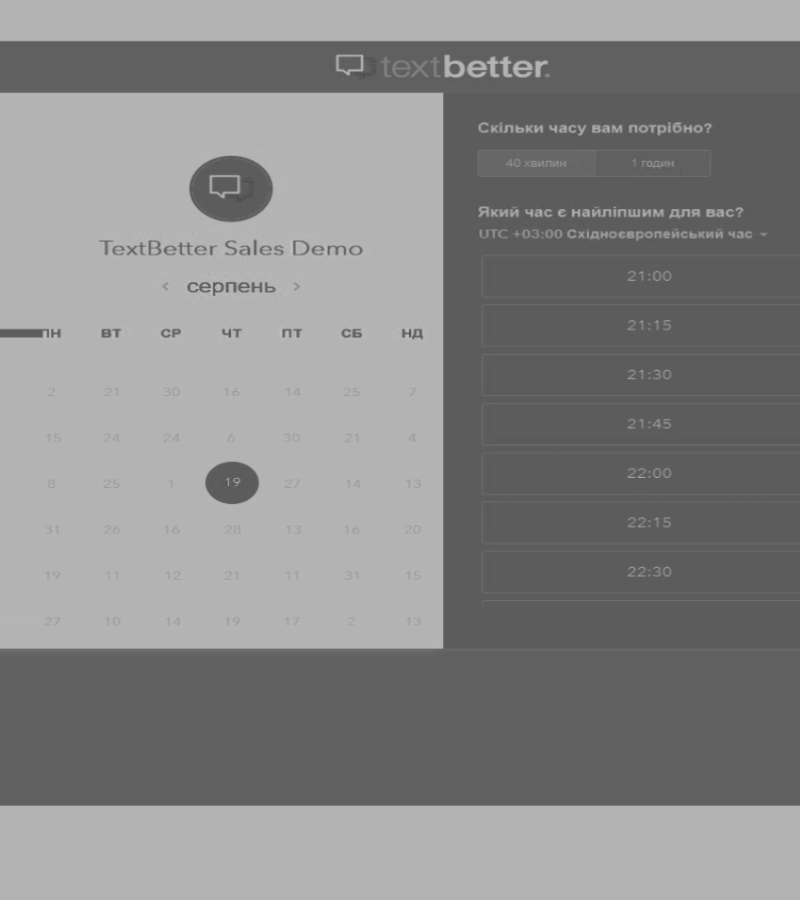 textbetter.
TextBetter Sales Demo
< серпень >
ПН ВТ СР ЧТ ПТ СБ НД
2 21 30 16 14 25 7
15 24 24 6 30 21 4
8 25 1 19 27 14 13
31 26 16 28 13 16 20
19 11 12 21 11 31 15
27 10 14 19 17 2 13
Скільки часу вам потрібно?
40 хвилин 1 годин
Який час є найліпшим для вас?
UTC +03:00 Східноєвропейський час
21:00
21:15
21:30
21:45
22:00
22:15
22:30